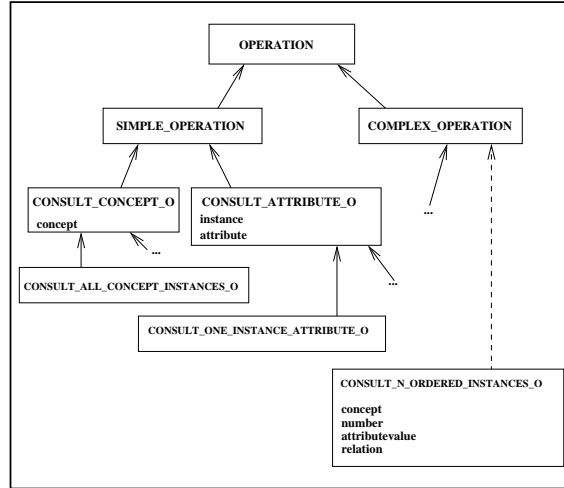 OPERATION
SIMPLE_OPERATION
COMPLEX_OPERATION
CONSULT_CONCEPT_O
concept
CONSULT_ATTRIBUTE_O
instance
attribute
...
...
...
CONSULT_ALL_CONCEPT_INSTANCES_O
CONSULT_ONE_INSTANCE_ATTRIBUTE_O
CONSULT_N_ORDERED_INSTANCES_O
concept
number
attributevalue
relation